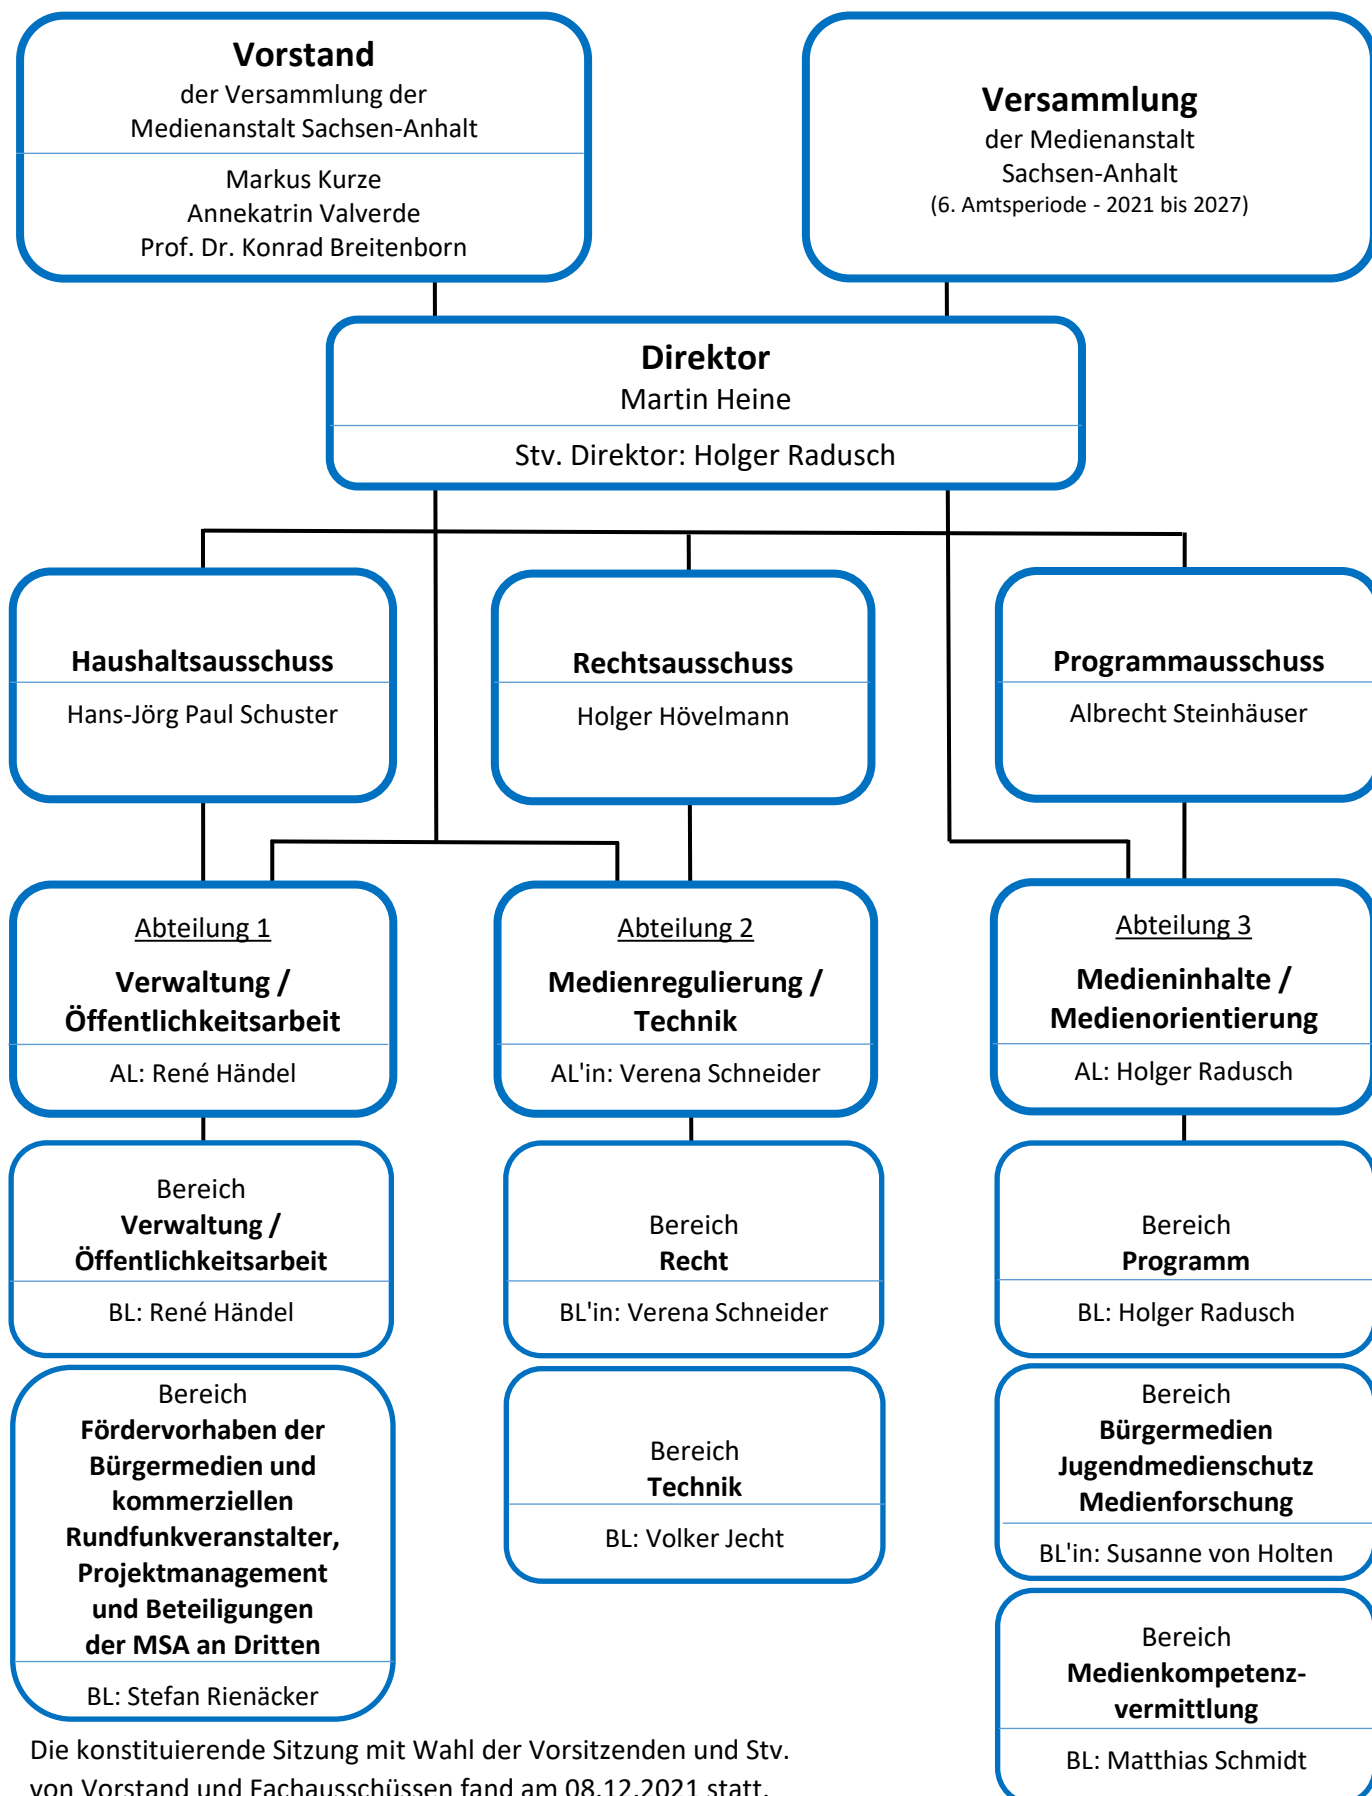 Vorstand
der Versammlung der
Medienanstalt Sachsen-Anhalt
Markus Kurze
Annekatrin Valverde
Prof. Dr. Konrad Breitenborn
Versammlung
der Medienanstalt
Sachsen-Anhalt
(6. Amtsperiode - 2021 bis 2027)
Direktor
Martin Heine
Stv. Direktor: Holger Radusch
Haushaltsausschuss
Hans-Jörg Paul Schuster
Rechtsausschuss
Holger Hövelmann
Programmausschuss
Albrecht Steinhäuser
Abteilung 1
Verwaltung /
Öffentlichkeitsarbeit
AL: René Händel
Abteilung 2
Medienregulierung /
Technik
AL'in: Verena Schneider
Abteilung 3
Medieninhalte /
Medienorientierung
AL: Holger Radusch
Bereich
Verwaltung /
Öffentlichkeitsarbeit
BL: René Händel
Bereich
Recht
BL'in: Verena Schneider
Bereich
Programm
BL: Holger Radusch
Bereich
Fördervorhaben der
Bürgermedien und
kommerziellen
Rundfunkveranstalter,
Projektmanagement
und Beteiligungen
der MSA an Dritten
BL: Stefan Rienäcker
Bereich
Technik
BL: Volker Jecht
Bereich
Bürgermedien
Jugendmedienschutz
Medienforschung
BL'in: Susanne von Holten
Bereich
Medienkompetenz-
vermittlung
BL: Matthias Schmidt
Die konstituierende Sitzung mit Wahl der Vorsitzenden und Stv.
von Vorstand und Fachausschüssen fand am 08.12.2021 statt.